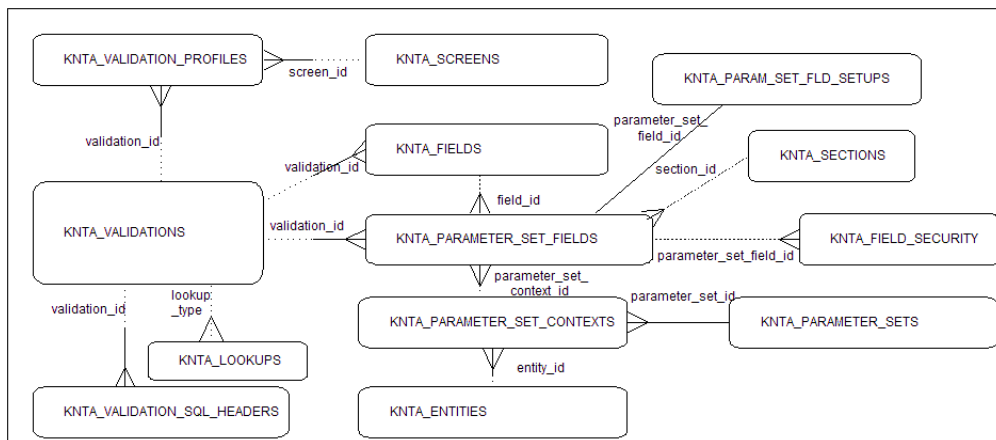 KNTA_VALIDATION_PROFILES
KNTA_SCREENS
screen_id
KNTA_PARAM_SET_FLD_SETUPS
validation_id
parameter_set_
field_id
KNTA_FIELDS
validation_id
KNTA_SECTIONS
section_id
field_id
KNTA_VALIDATIONS
validation_id
KNTA_PARAMETER_SET_FIELDS
KNTA_FIELD_SECURITY
parameter_set_field_id
parameter_set_
context_id
lookup
_type
validation_id
parameter_set_id
KNTA_PARAMETER_SET_CONTEXTS
KNTA_PARAMETER_SETS
KNTA_LOOKUPS
entity_id
KNTA_VALIDATION_SQL_HEADERS
KNTA_ENTITIES